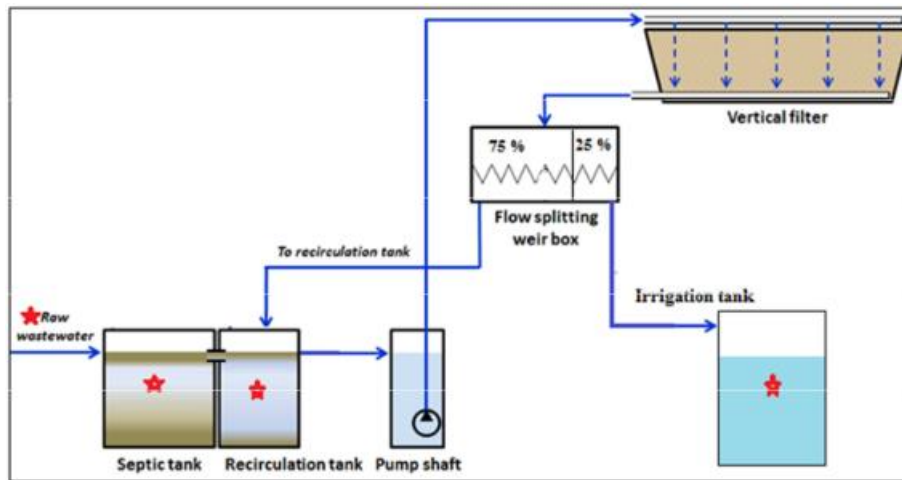 Vertical filter
75 %
25 %
Flow splitting
weir box
To recirculation tank
Irrigation tank
Raw
wastewater
Septic tank
Recirculation tank
Pump shaft